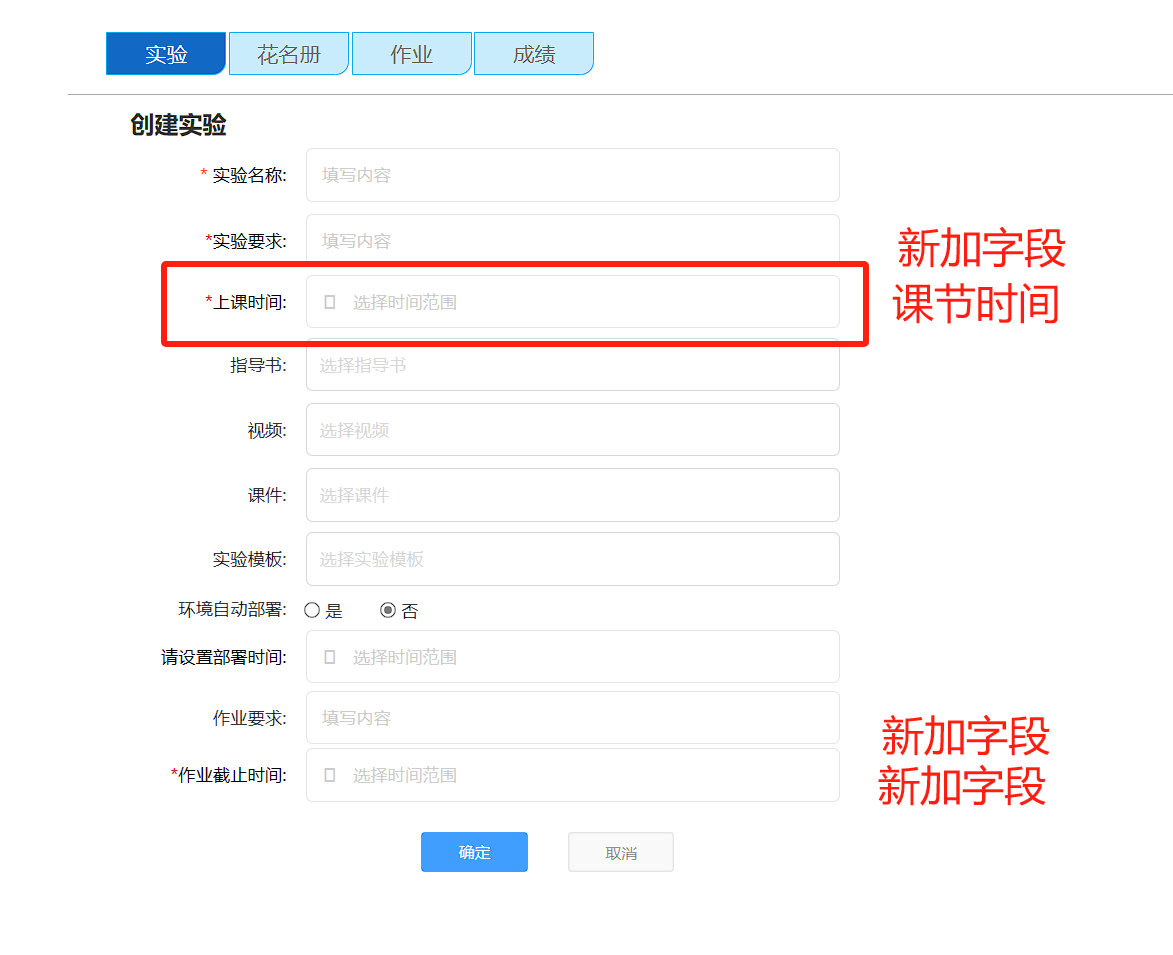 实验 花名册 作业 成绩
创建实验
* 实验名称: 填写内容
*实验要求: 填写内容
新加字段
*上课时间: 选择时间范围
课节时间
指导书: 选择指导书
视频: 选择视频
课件: 选择课件
实验模板: 选择实验模板
环境自动部署: 是 否
请设置部署时间: 选择时间范围
作业要求: 填写内容
新加字段
*作业截止时间: 选择时间范围
新加字段
确定 取消